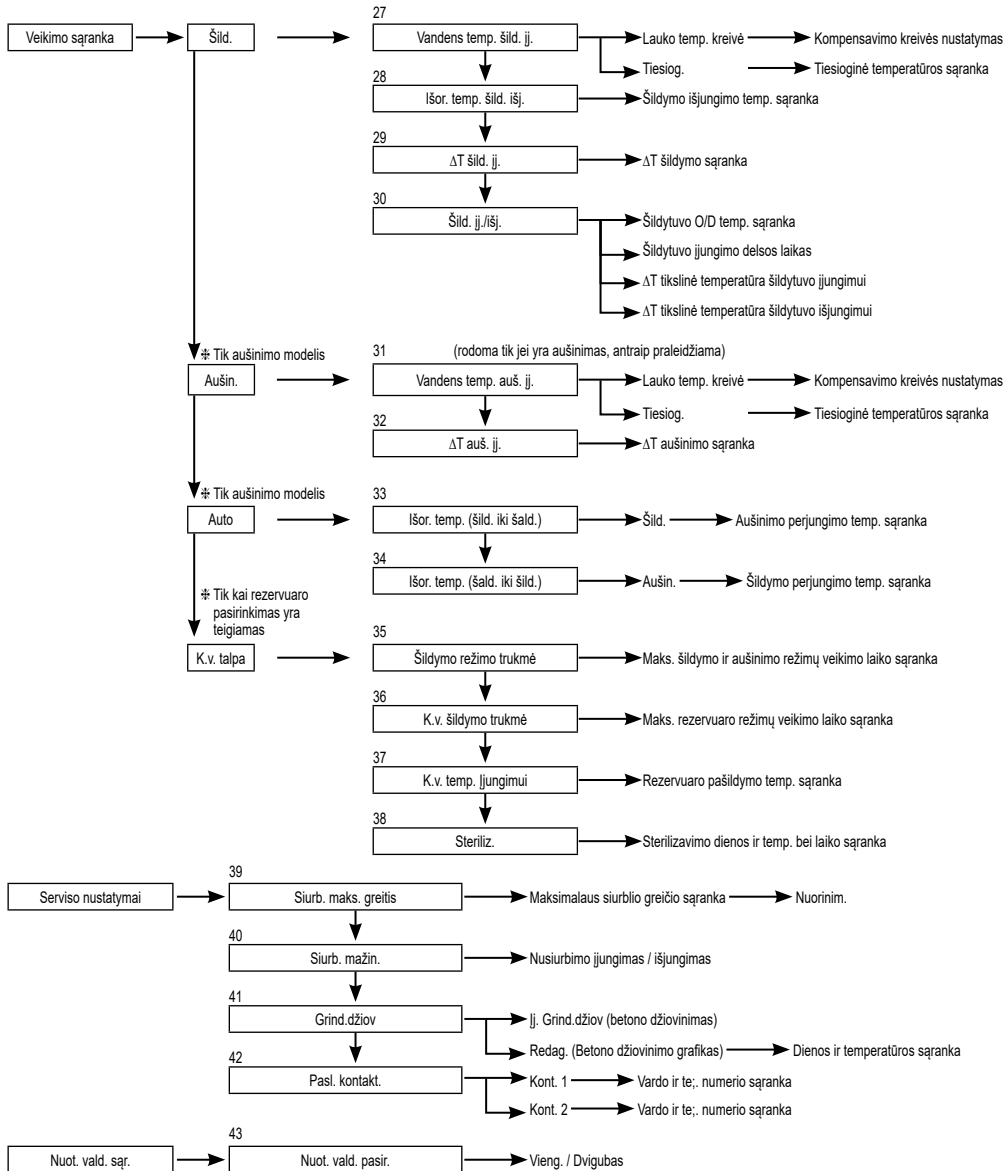 27
Veikimo sąranka
Šild.
Vandens temp. šild. įj.
Lauko temp. kreivė
Kompensavimo kreivės nustatymas
Tiesiog.
Tiesioginė temperatūros sąranka
28
Išor. temp. šild. išj.
Šildymo išjungimo temp. sąranka
29
∆T šild. įj.
∆T šildymo sąranka
30
Šild. įj./išj.
Šildytuvo O/D temp. sąranka
Šildytuvo įjungimo delsos laikas
∆T tikslinė temperatūra šildytuvo įjungimui
∆T tikslinė temperatūra šildytuvo išjungimui
⁜ Tik aušinimo modelis
31
(rodoma tik jei yra aušinimas, antraip praleidžiama)
Aušin.
Vandens temp. auš. įj.
Lauko temp. kreivė
Kompensavimo kreivės nustatymas
Tiesiog.
Tiesioginė temperatūros sąranka
32
∆T auš. įj.
∆T aušinimo sąranka
⁜ Tik aušinimo modelis
33
Auto
Išor. temp. (šild. iki šald.)
Šild.
Aušinimo perjungimo temp. sąranka
34
Išor. temp. (šald. iki šild.)
Aušin.
Šildymo perjungimo temp. sąranka
⁜ Tik kai rezervuaro
pasirinkimas yra
teigiamas
35
K.v. talpa
Šildymo režimo trukmė
Maks. šildymo ir aušinimo režimų veikimo laiko sąranka
36
K.v. šildymo trukmė
Maks. rezervuaro režimų veikimo laiko sąranka
37
K.v. temp. Įjungimui
Rezervuaro pašildymo temp. sąranka
38
Steriliz.
Sterilizavimo dienos ir temp. bei laiko sąranka
39
Serviso nustatymai
Siurb. maks. greitis
Maksimalaus siurblio greičio sąranka
Nuorinim.
40
Siurb. mažin.
Nusiurbimo įjungimas / išjungimas
41
Grind.džiov
Įj. Grind.džiov (betono džiovinimas)
Redag. (Betono džiovinimo grafikas)
Dienos ir temperatūros sąranka
42
Pasl. kontakt.
Kont. 1
Vardo ir te;. numerio sąranka
Kont. 2
Vardo ir te;. numerio sąranka
43
Nuot. vald. sąr.
Nuot. vald. pasir.
Vieng. / Dvigubas